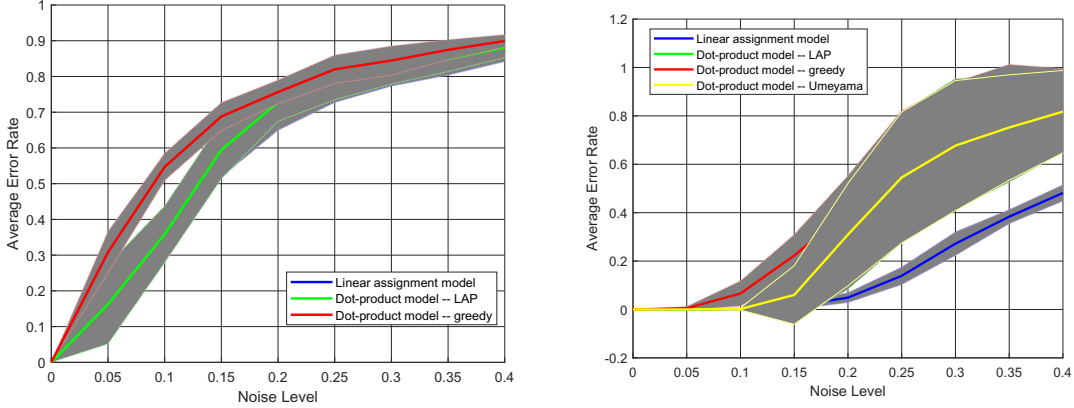 1
0.9
0.8
0.7
0.6
0.5
0.4
0.3
0.2
0.1
0
Average Error Rate
Linear assignment model
Dot-product model -- LAP
Dot-product model -- greedy
0 0.05 0.1 0.15 0.2 0.25 0.3 0.35 0.4
Noise Level
1.2
1
0.8
0.6
0.4
0.2
0
-0.2
Average Error Rate
Linear assignment model
Dot-product model -- LAP
Dot-product model -- greedy
Dot-product model -- Umeyama
0 0.05 0.1 0.15 0.2 0.25 0.3 0.35 0.4
Noise Level